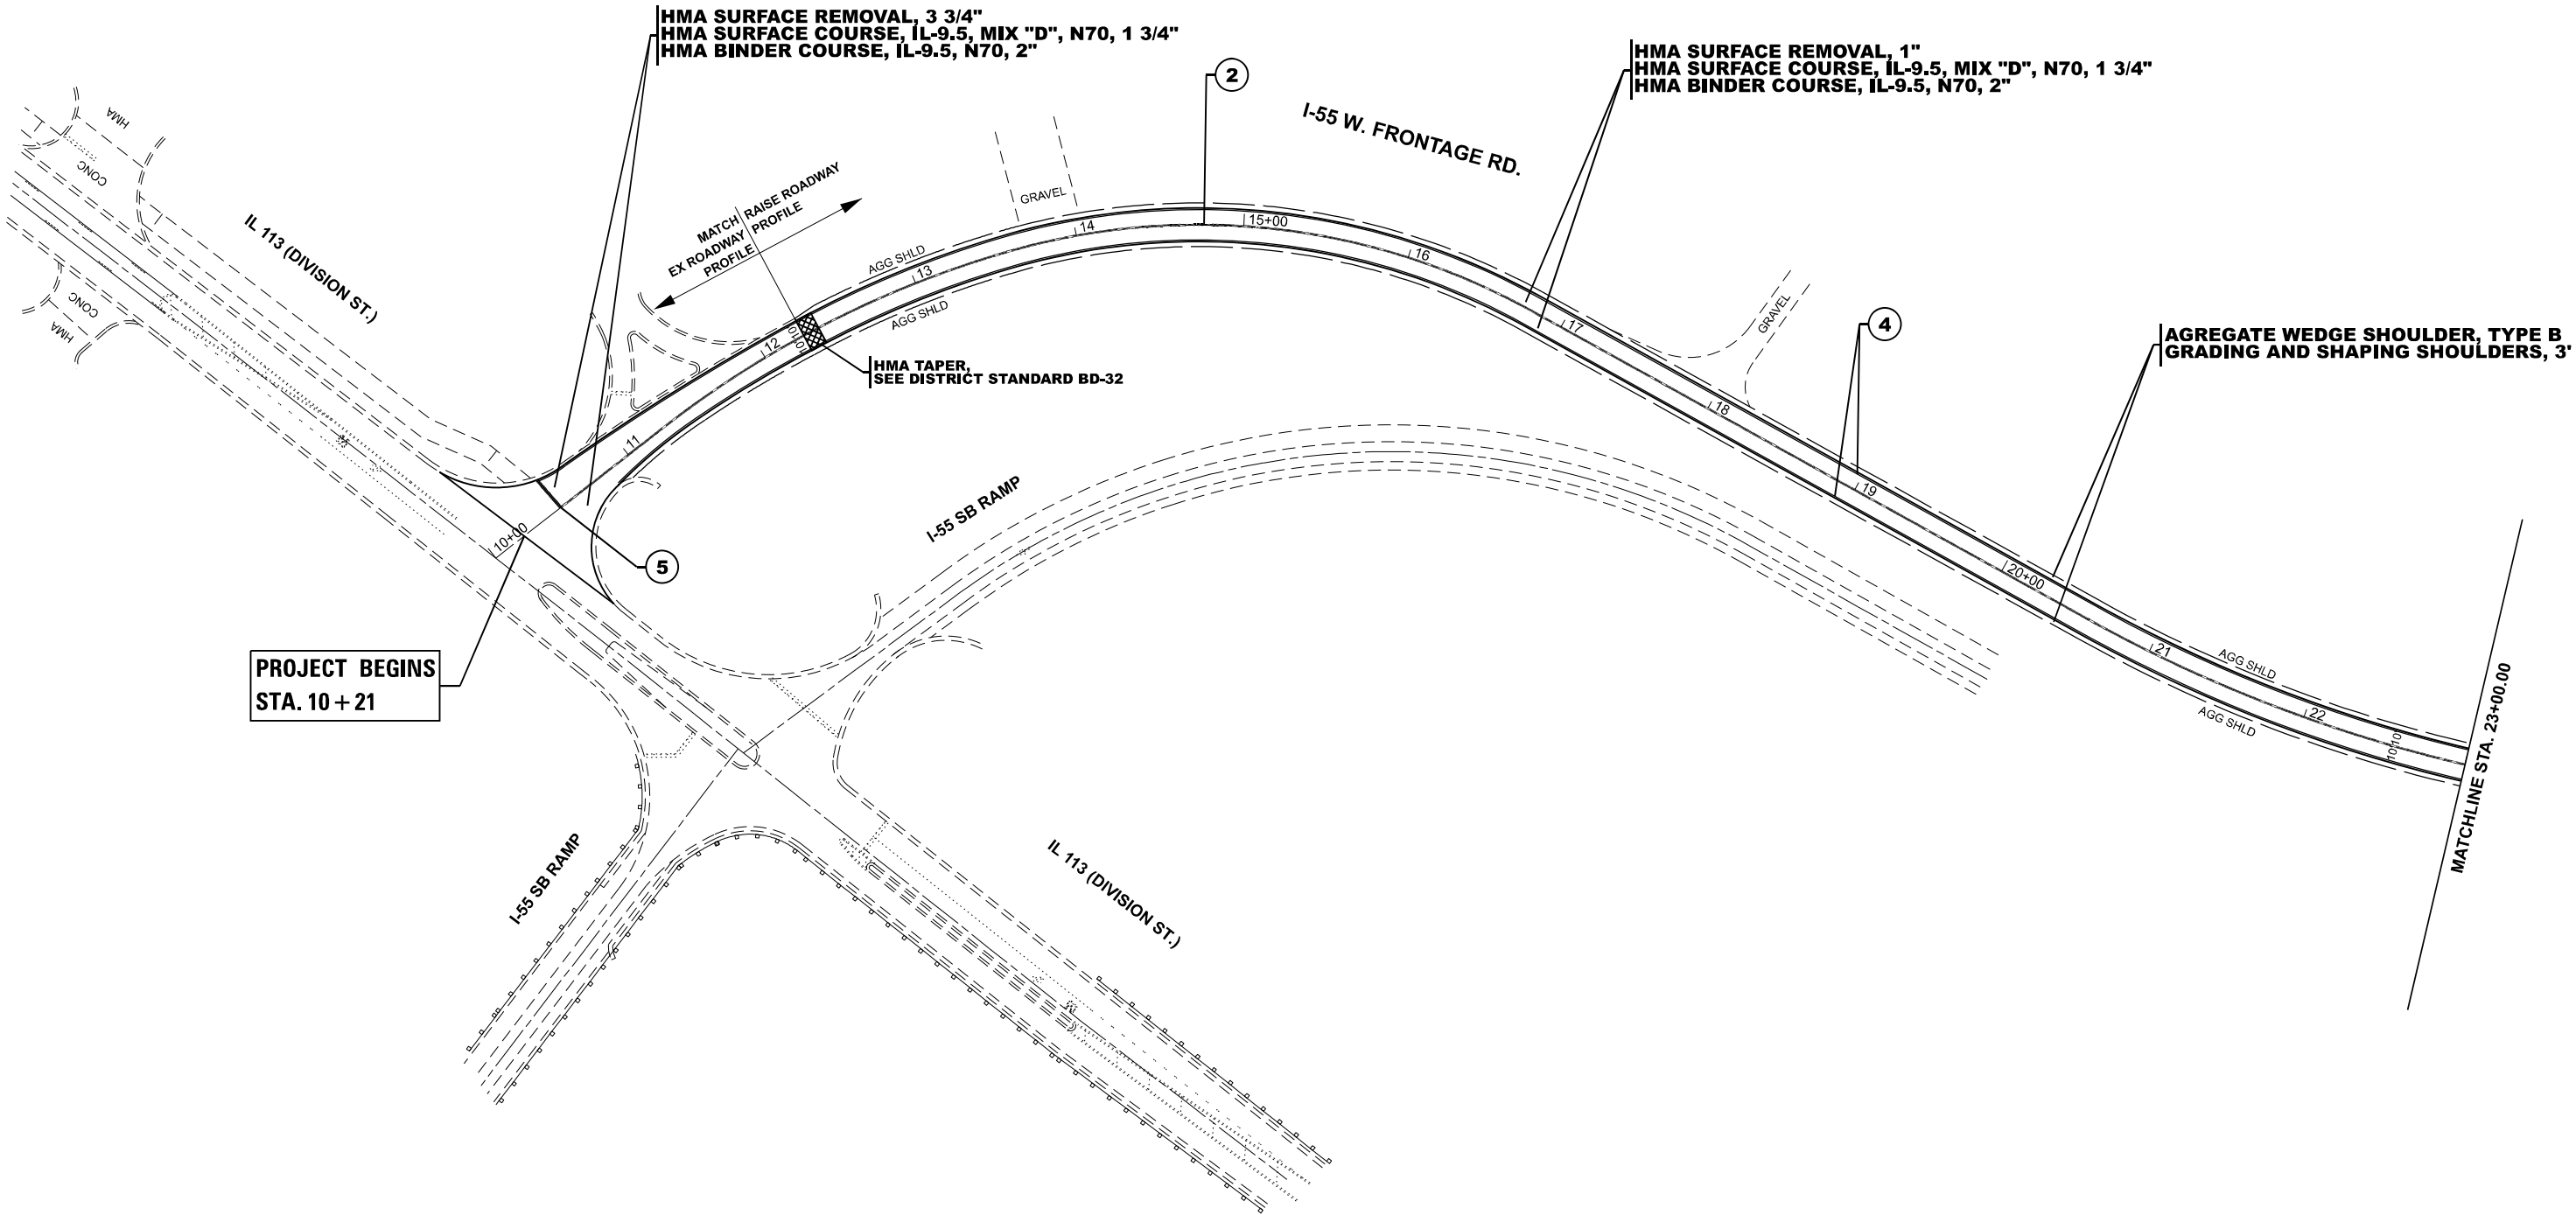 HMA SURFACE REMOVAL, 3 3/4"
HMA SURFACE COURSE, IL-9.5, MIX "D", N70, 1 3/4"
HMA BINDER COURSE, IL-9.5, N70, 2"
2
HMA SURFACE REMOVAL, 1"
HMA SURFACE COURSE, IL-9.5, MIX "D", N70, 1 3/4"
HMA BINDER COURSE, IL-9.5, N70, 2"
I-55 W. FRONTAGE RD.
HMA
CONC
IL 113 (DIVISION ST.)
CONC
HMA
MATCH
EX ROADWAY
PROFILE
RAISE ROADWAY
PROFILE
GRAVEL
AGG SHLD
AGG SHLD
10+00
11
12
10
10
13
14
15+00
16
17
18
19
20+00
21
22
10'
10'
GRAVEL
4
AGREGATE WEDGE SHOULDER, TYPE B
GRADING AND SHAPING SHOULDERS, 3'
HMA TAPER,
SEE DISTRICT STANDARD BD-32
I-55 SB RAMP
5
PROJECT BEGINS
STA. 10+21
AGG SHLD
AGG SHLD
MATCHLINE STA. 23+00.00
I-55 SB RAMP
IL 113 (DIVISION ST.)